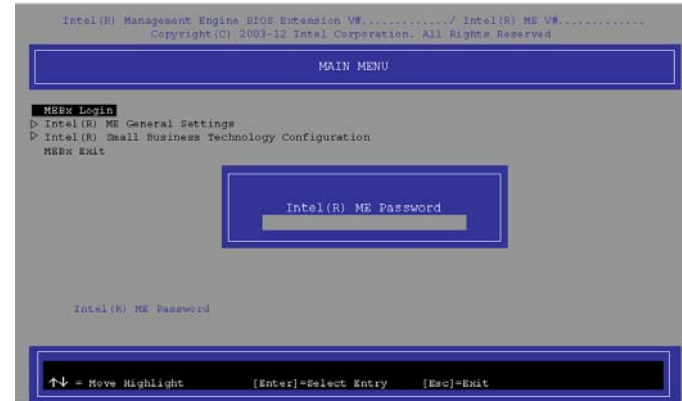 Intel(R) Management Engine BIOS Extension V#............./ Intel(R) ME V#.............
Copyright(C) 2003-12 Intel Corporation. All Rights Reserved
MAIN MENU
MEBx Login
▷ Intel(R) ME General Settings
▷ Intel(R) Small Business Technology Configuration
MEBx Exit
Intel(R) ME Password
Intel(R) ME Password
↑↓ = Move Highlight [Enter]=Select Entry [Esc]=Exit